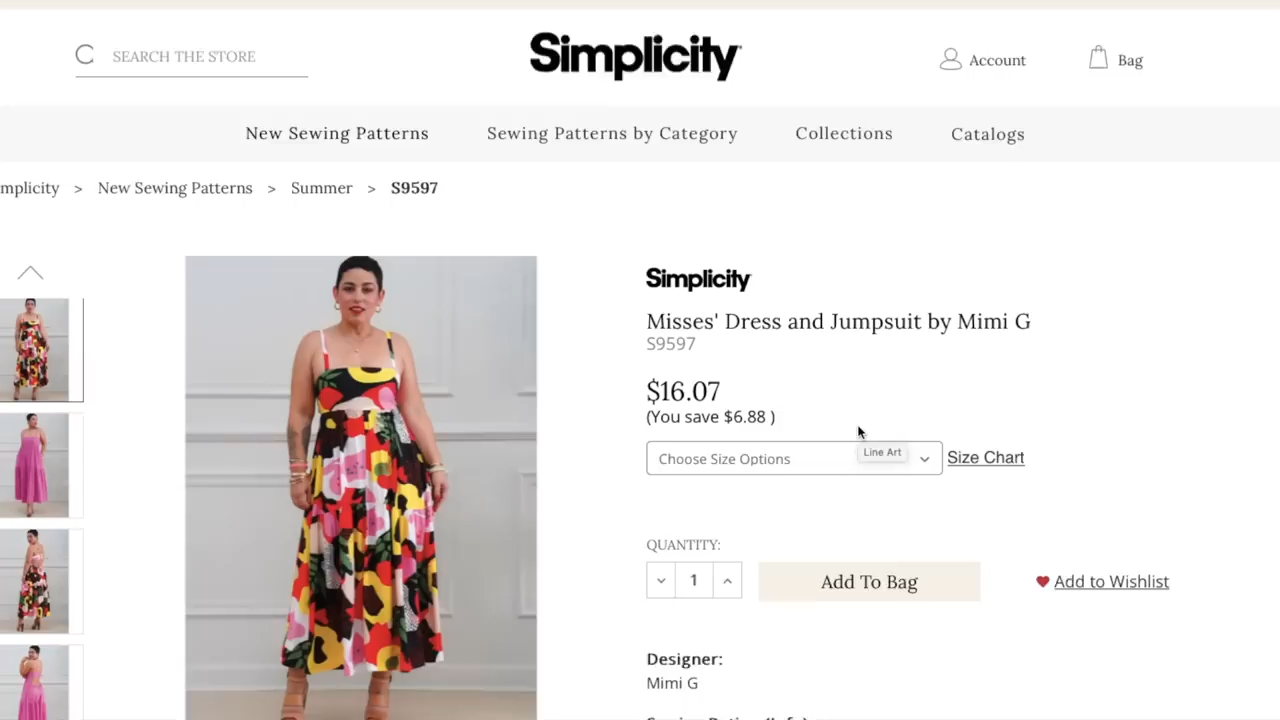 SEARCH THE STORE
Simplicity
Account
Bag
New Sewing Patterns
Sewing Patterns by Category
Collections
Catalogs
mplicity > New Sewing Patterns > Summer > S9597
Simplicity
Misses' Dress and Jumpsuit by Mimi G
S9597
$16.07
(You save $6.88 )
Choose Size Options
Line Art
Size Chart
QUANTITY:
1
Add To Bag
Add to Wishlist
Designer:
Mimi G